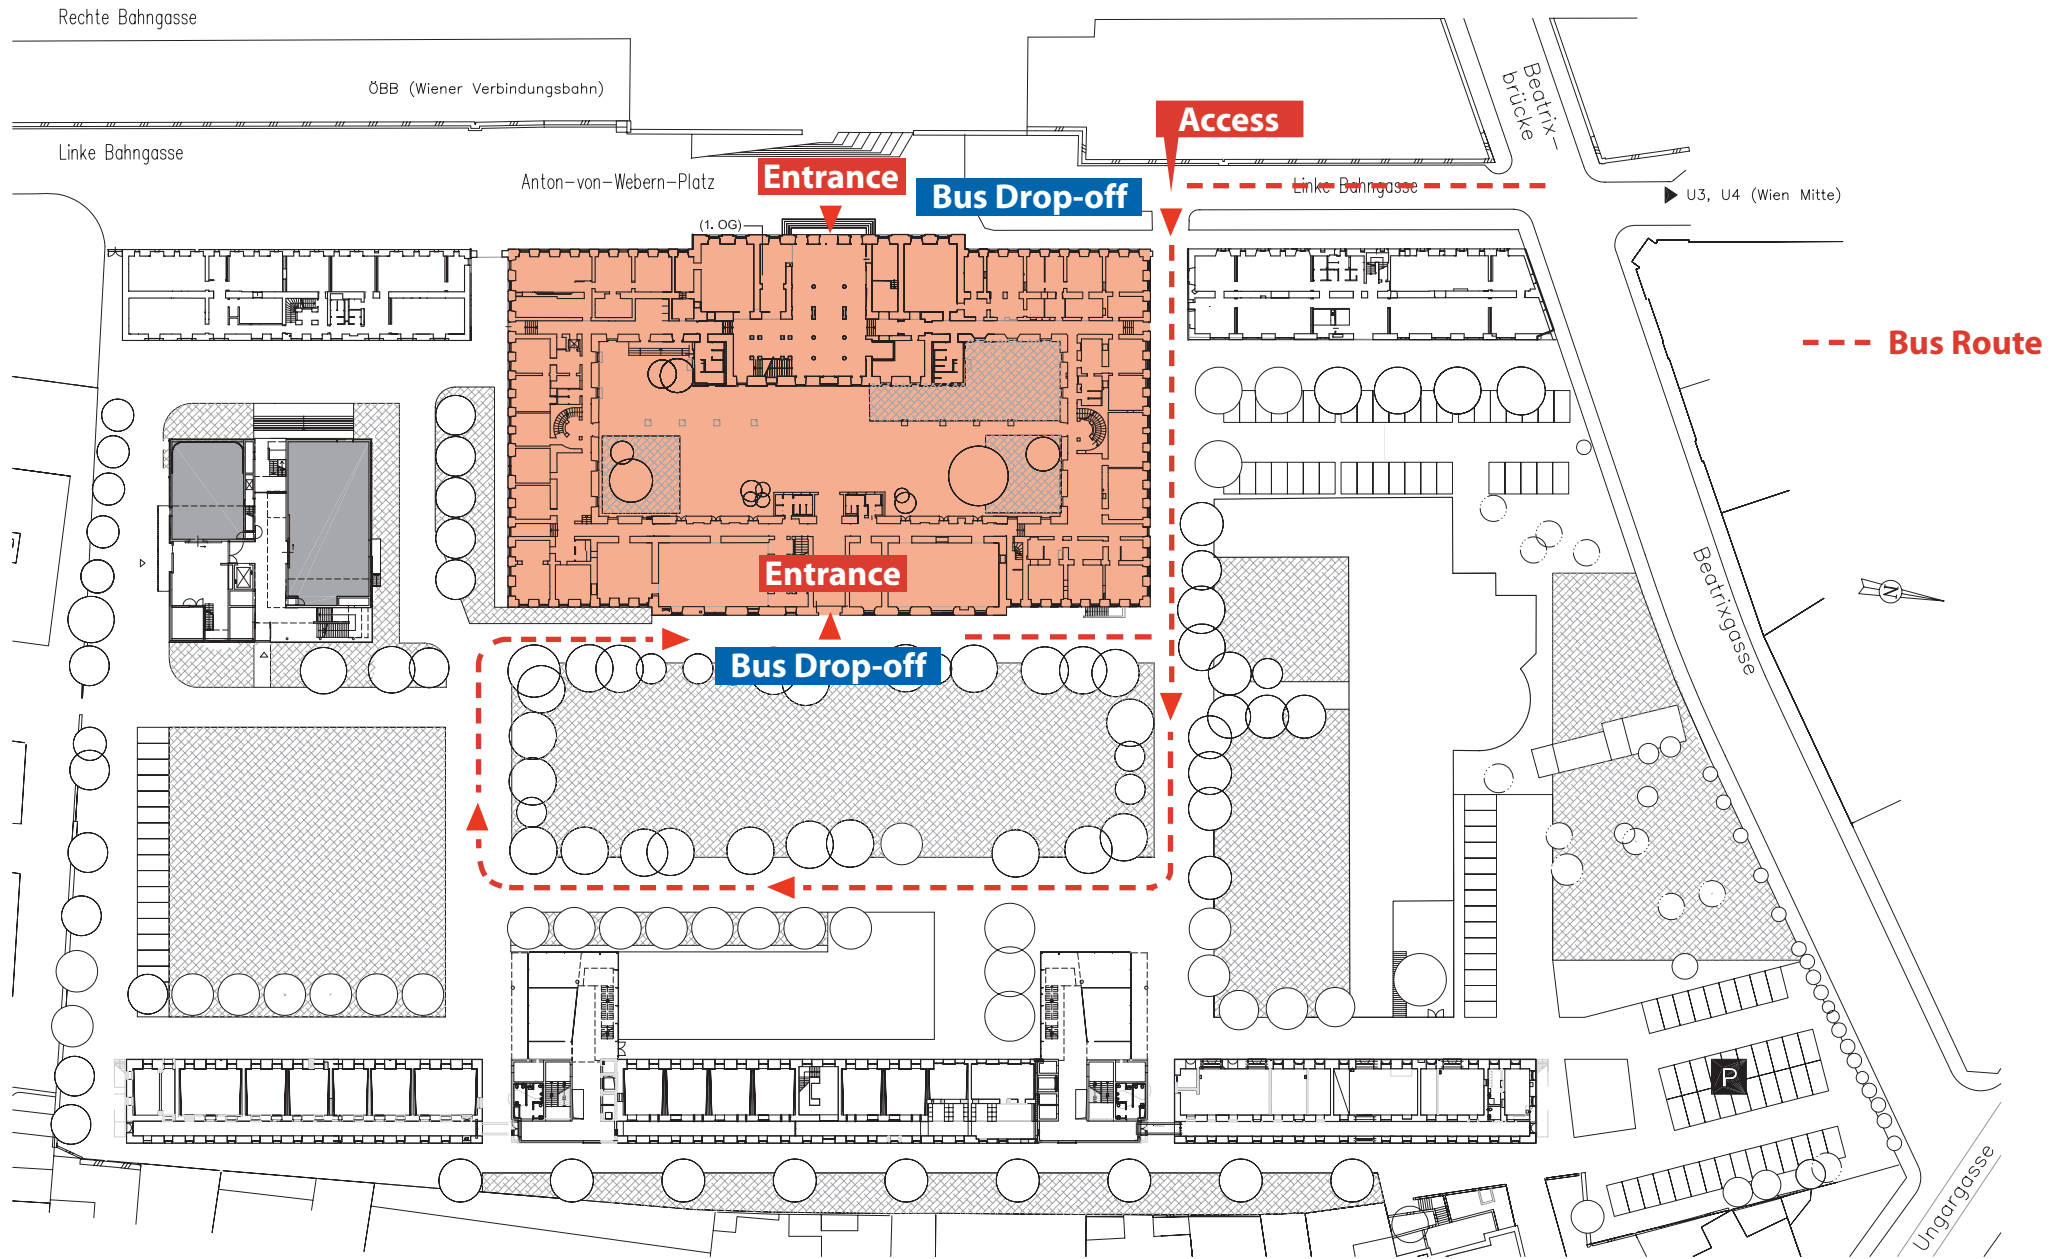 Rechte Bahngasse
ÖBB (Wiener Verbindungsbahn)
Beatrix-
brücke
Access
Linke Bahngasse
Anton-von-Webern-Platz
Entrance
Bus Drop-off
Linke Bahngasse
U3, U4 (Wien Mitte)
(1. OG)
Bus Route
Entrance
Bus Drop-off
Beatrixgasse
N
P
Ungargasse